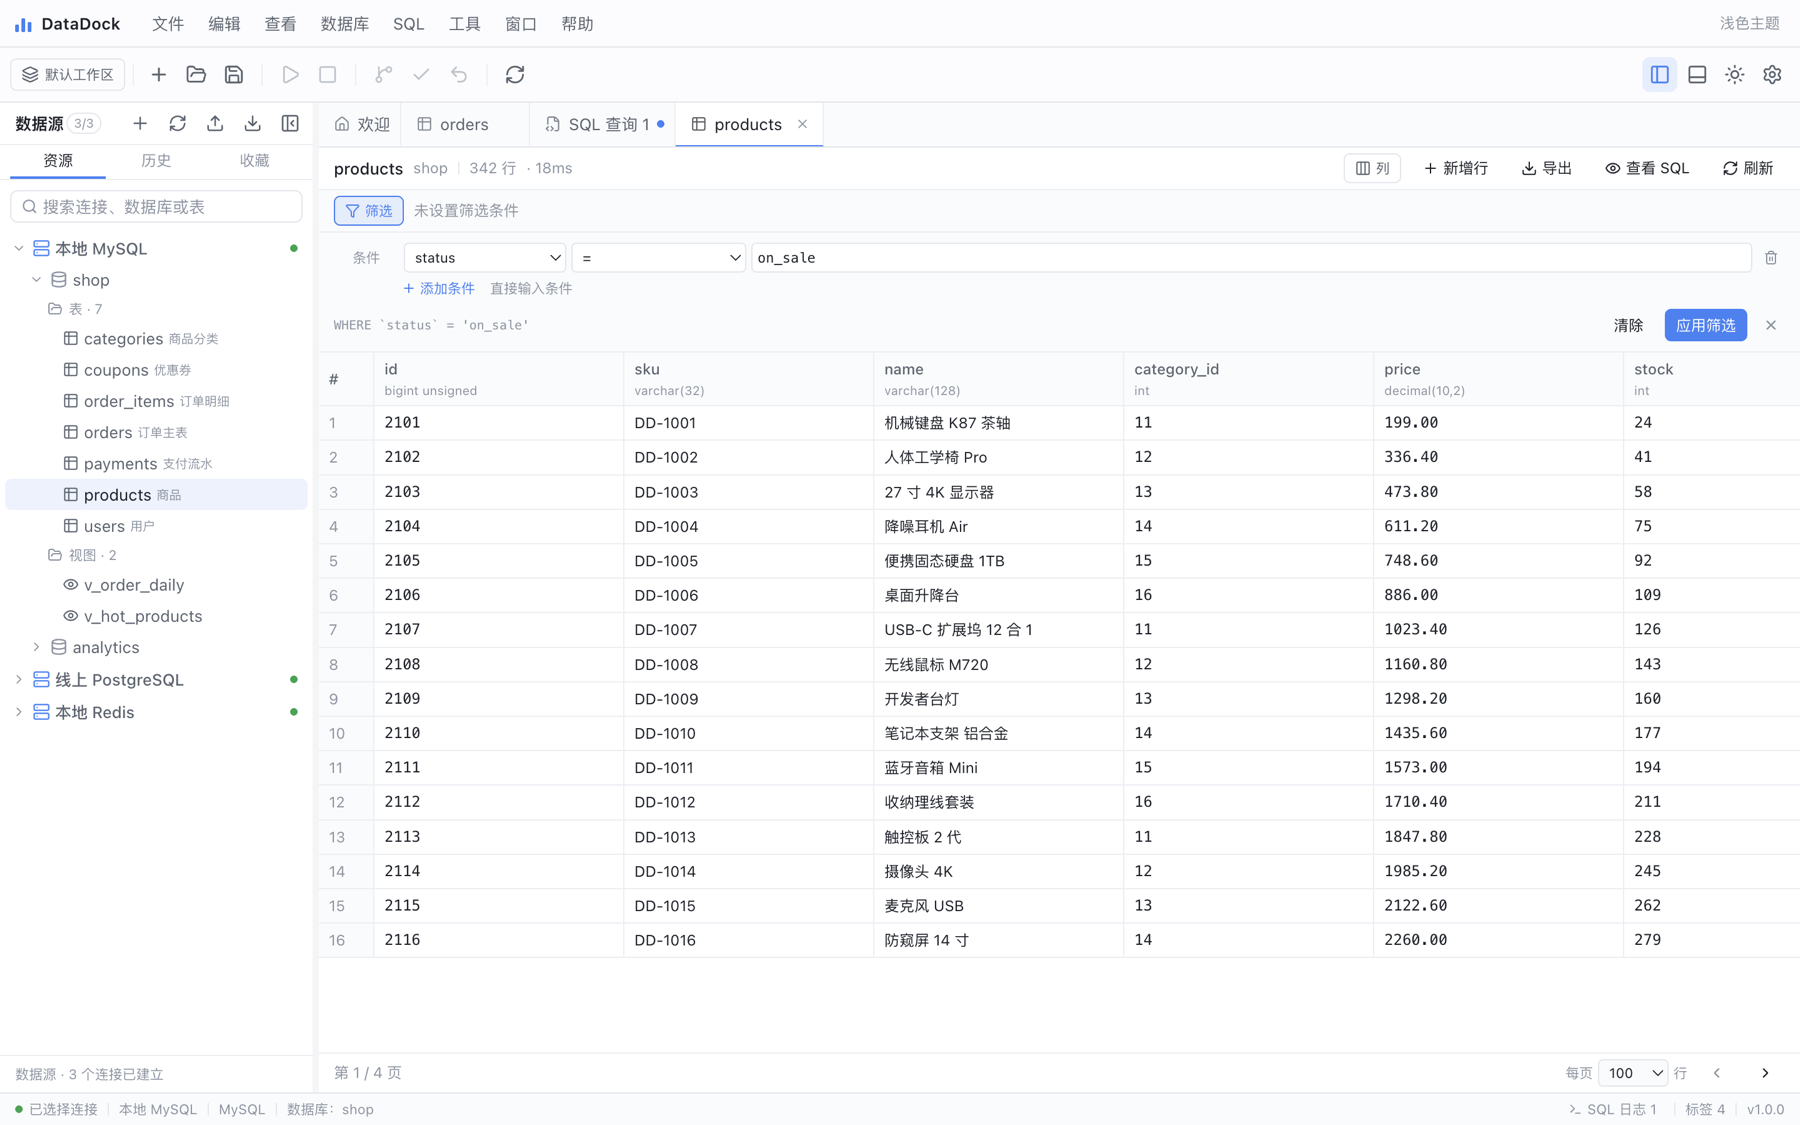 DataDock 文件 编辑 查看 数据库 SQL 工具 窗口 帮助 浅色主题
默认工作区
数据源 3/3
资源 历史 收藏
搜索连接、数据库或表
本地 MySQL
shop
表 · 7
categories 商品分类
coupons 优惠券
order_items 订单明细
orders 订单主表
payments 支付流水
products 商品
users 用户
视图 · 2
v_order_daily
v_hot_products
analytics
线上 PostgreSQL
本地 Redis
数据源 · 3 个连接已建立
欢迎 orders SQL 查询 1 products
products shop 342 行 · 18ms 列 新增行 导出 查看 SQL 刷新
筛选 未设置筛选条件
条件 status = on_sale
+ 添加条件 直接输入条件
WHERE `status` = 'on_sale' 清除 应用筛选
# id sku name category_id price stock
bigint unsigned varchar(32) varchar(128) int decimal(10,2) int
1 2101 DD-1001 机械键盘 K87 茶轴 11 199.00 24
2 2102 DD-1002 人体工学椅 Pro 12 336.40 41
3 2103 DD-1003 27 寸 4K 显示器 13 473.80 58
4 2104 DD-1004 降噪耳机 Air 14 611.20 75
5 2105 DD-1005 便携固态硬盘 1TB 15 748.60 92
6 2106 DD-1006 桌面升降台 16 886.00 109
7 2107 DD-1007 USB-C 扩展坞 12 合 1 11 1023.40 126
8 2108 DD-1008 无线鼠标 M720 12 1160.80 143
9 2109 DD-1009 开发者台灯 13 1298.20 160
10 2110 DD-1010 笔记本支架 铝合金 14 1435.60 177
11 2111 DD-1011 蓝牙音箱 Mini 15 1573.00 194
12 2112 DD-1012 收纳理线套装 16 1710.40 211
13 2113 DD-1013 触控板 2 代 11 1847.80 228
14 2114 DD-1014 摄像头 4K 12 1985.20 245
15 2115 DD-1015 麦克风 USB 13 2122.60 262
16 2116 DD-1016 防窥屏 14 寸 14 2260.00 279
第 1 / 4 页 每页 100 行
已选择连接 本地 MySQL MySQL 数据库: shop SQL 日志 1 标签 4 v1.0.0